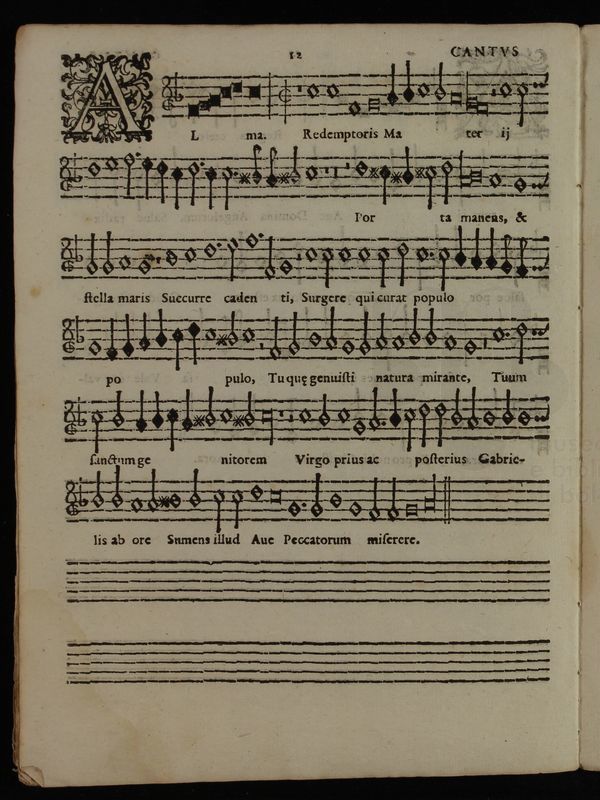 12 CANTVS
AL ma. Redemptoris Ma ter ij
Por ta manens, &
ſtella maris Succurre caden ti, Surgere qui curat populo
po pulo, Tu quę genuiſti natura mirante, Tuum
ſanctum ge nitorem Virgo prius ac poſterius Gabrie-
lis ab ore Sumens illud Aue Peccatorum miſerere.